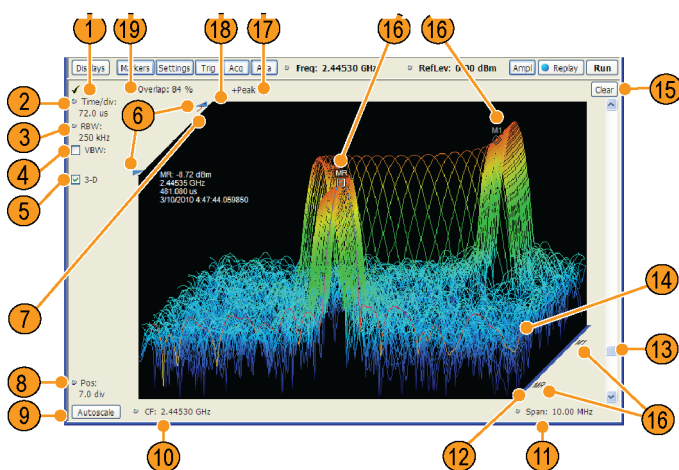 1 19 18 17 16 16
Displays Markers Settings Trig Acq Freq: 2.44530 GHz RefLev: 0.00 dBm Ampl Replay Run
Overlap: 84 % +Peak Clear
15
2 Time/div:
72.0 us
6
3 RBW:
250 kHz
4 VBW:
5 3-D
M1
MR
MR: -8.72 dBm
2.44535 GHz
481.080 us
3/10/2010 4:47:44.059850
7
14
13
M1
8 Pos:
7.0 div
MR
16
9 Autoscale CF: 2.44530 GHz Span: 10.00 MHz
10 12 11